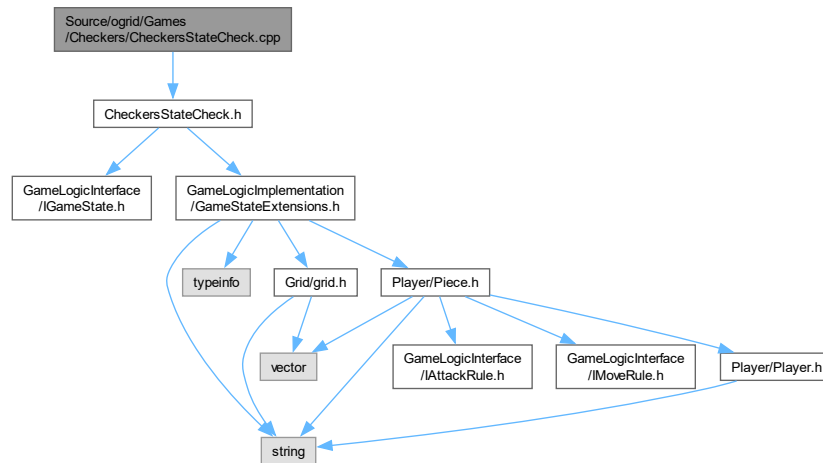 Source/ogrid/Games
/Checkers/CheckersStateCheck.cpp
CheckersStateCheck.h
GameLogicInterface
/IGameState.h
GameLogicImplementation
/GameStateExtensions.h
typeinfo
Grid/grid.h
Player/Piece.h
vector
GameLogicInterface
/IAttackRule.h
GameLogicInterface
/IMoveRule.h
Player/Player.h
string